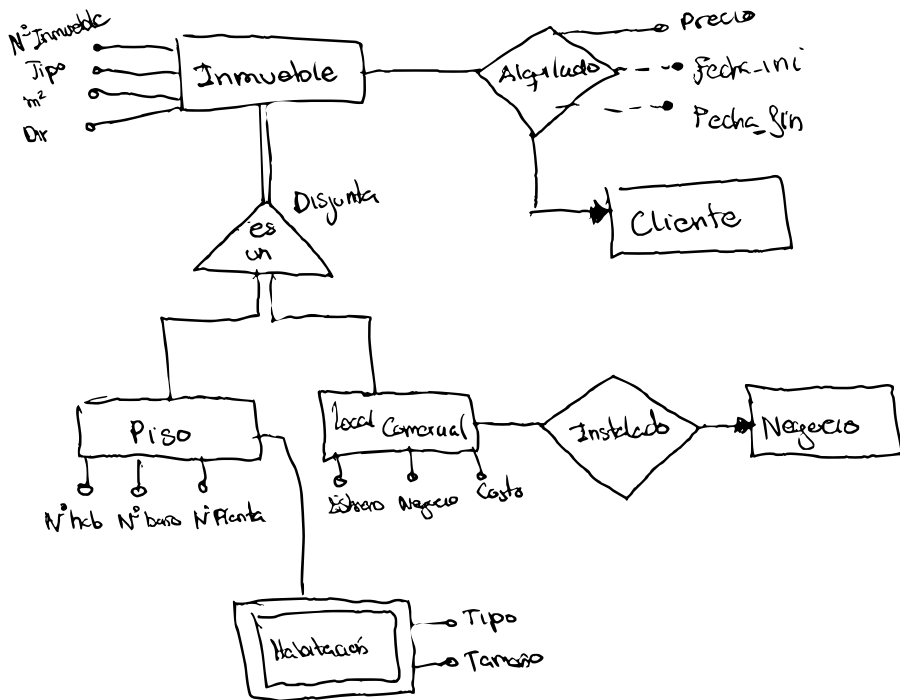 Nº Inmueble
Tipo
m²
Dir
Inmueble
Alquilado
Precio
fecha_ini
Fecha_fin
Cliente
Disjunta
es
un
Piso
Nº hab
Nº baño
Nº Planta
Local Comercial
Negocio
Costo
Instalado
Negocio
Habitación
Tipo
Tamaño